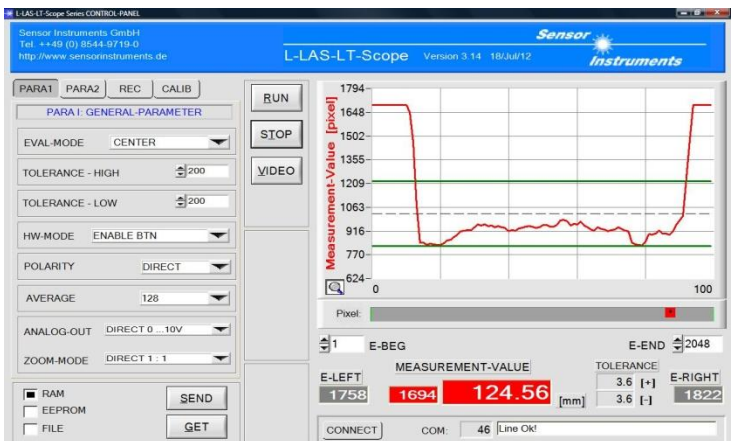 L-LAS-LT-Scope Series CONTROL-PANEL
Sensor Instruments GmbH
Tel. ++49 (0) 8544-9719-0
http://www.sensorinstruments.de
L-LAS-LT-Scope Version 3.14 18/Jul/12
Sensor Instruments
PARA1 PARA2 REC CALIB
PARA I: GENERAL-PARAMETER
EVAL-MODE CENTER
TOLERANCE - HIGH 200
TOLERANCE - LOW 200
HW-MODE ENABLE BTN
POLARITY DIRECT
AVERAGE 128
ANALOG-OUT DIRECT 0 ...10V
ZOOM-MODE DIRECT 1 : 1
RAM
EEPROM
FILE
SEND
GET
RUN
STOP
VIDEO
Measurement-Value [pixel]
1794
1648
1502
1355
1209
1063
916
770
624
0 100
Pixel:
1 E-BEG E-END 2048
MEASUREMENT-VALUE TOLERANCE
E-LEFT 1758
1694 124.56 [mm]
3.6 [+]
3.6 [-]
E-RIGHT 1822
CONNECT COM: 46 Line Ok!